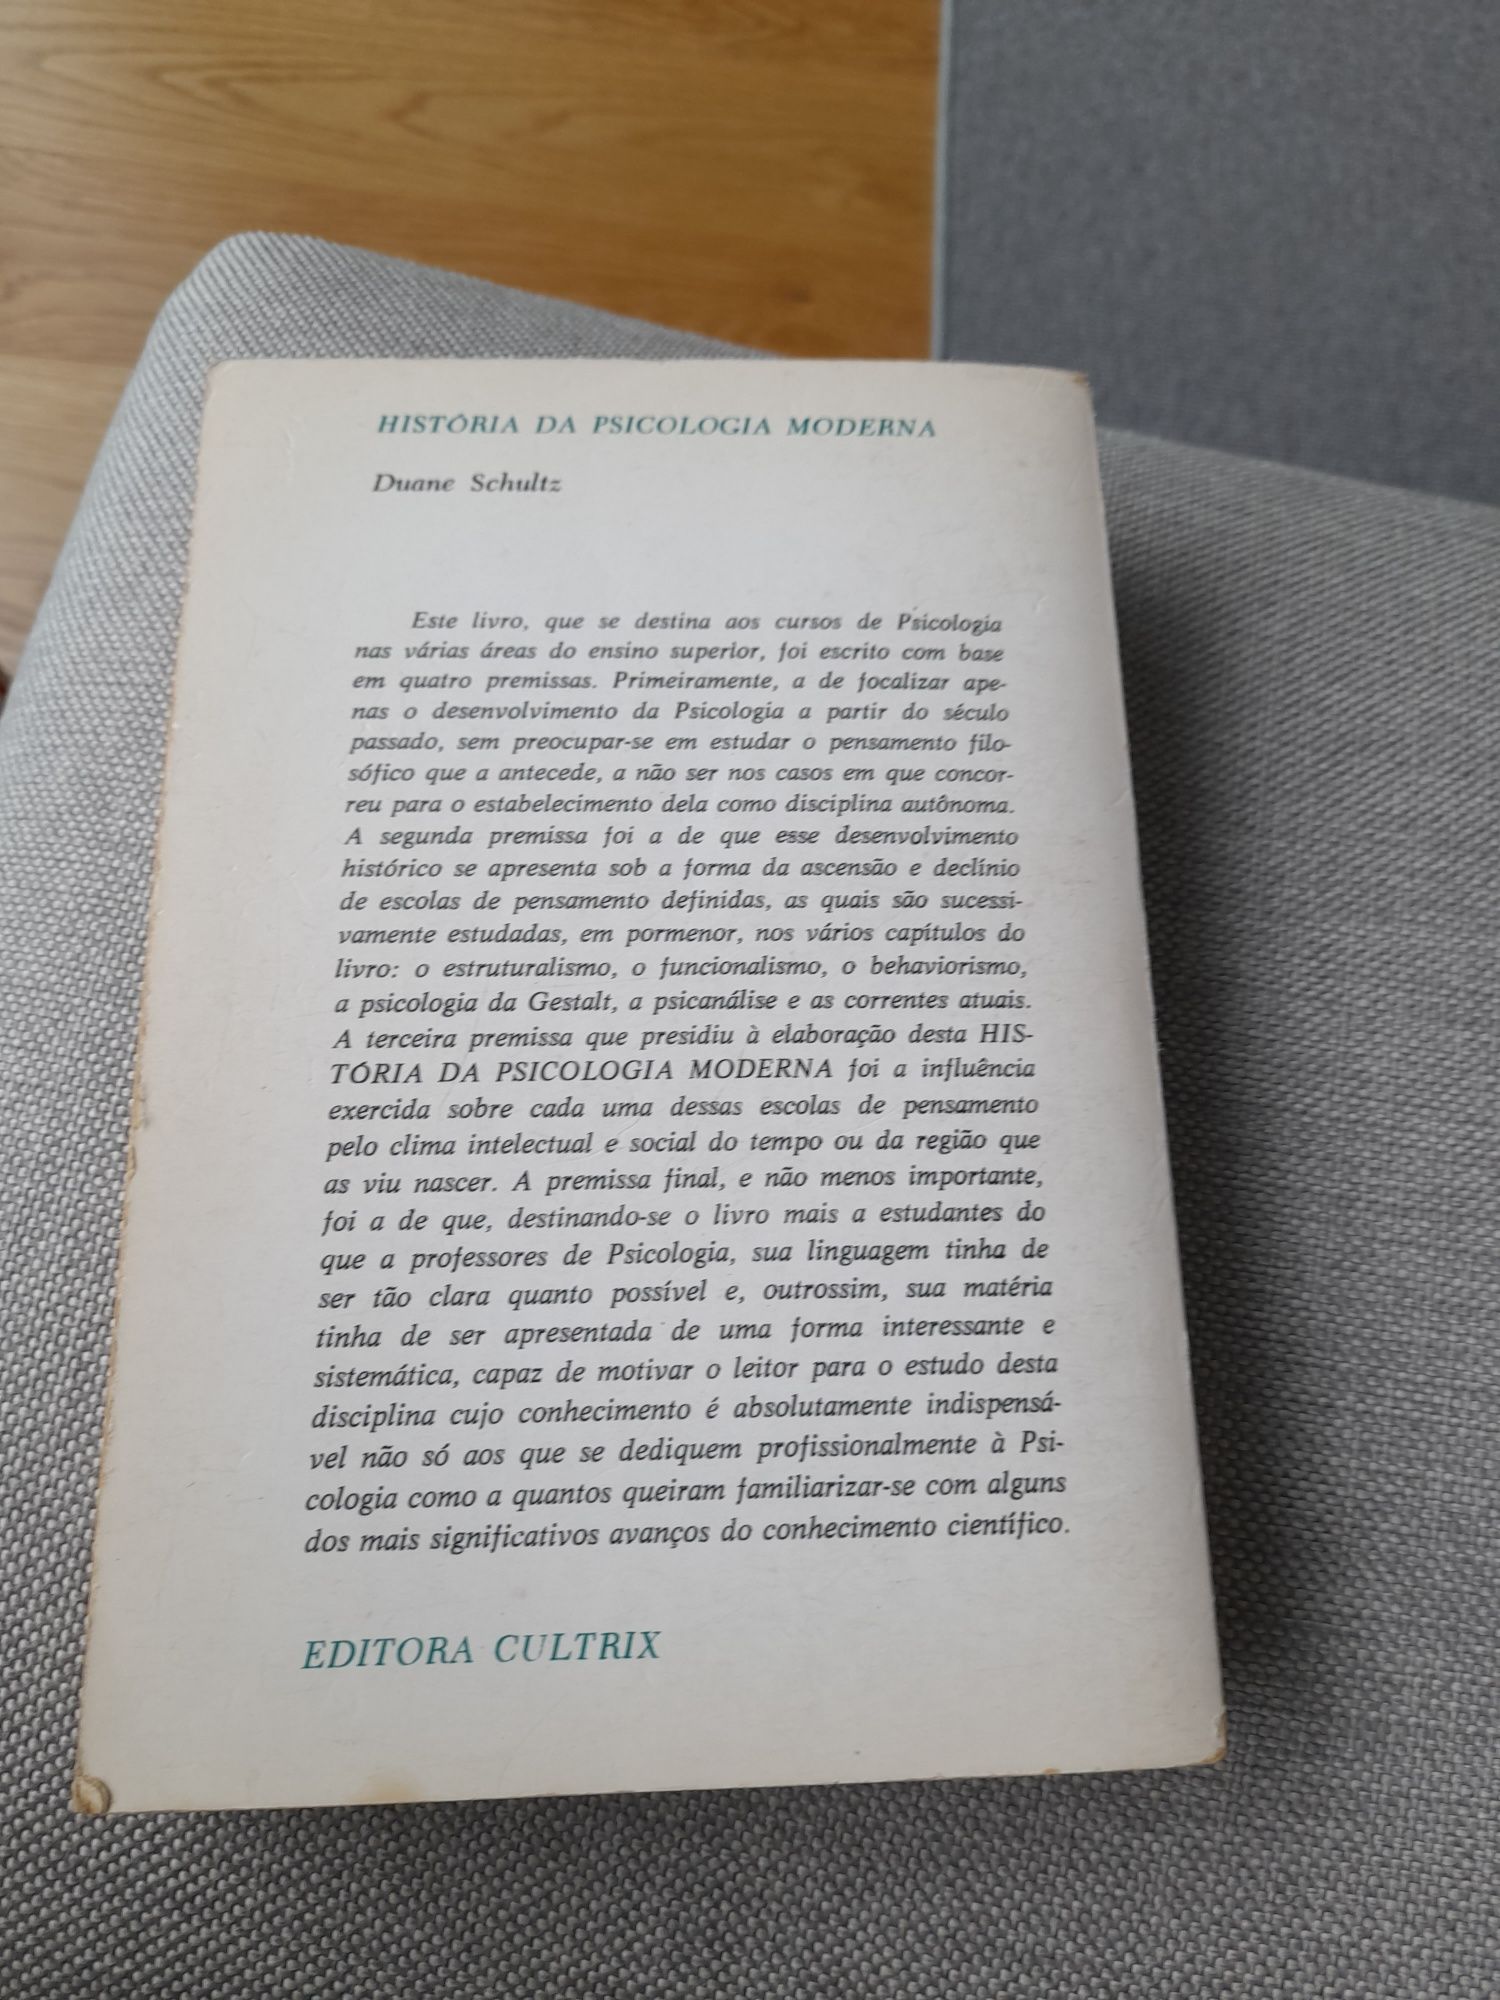 HISTÓRIA DA PSICOLOGIA MODERNA
Duane Schultz
Este livro, que se destina aos cursos de Psicologia
nas várias áreas do ensino superior, foi escrito com base
em quatro premissas. Primeiramente, a de focalizar ape-
nas o desenvolvimento da Psicologia a partir do século
passado, sem preocupar-se em estudar o pensamento filo-
sófico que a antecede, a não ser nos casos em que concor-
reu para o estabelecimento dela como disciplina autônoma.
A segunda premissa foi a de que esse desenvolvimento
histórico se apresenta sob a forma da ascensão e declínio
de escolas de pensamento definidas, as quais são sucessi-
vamente estudadas, em pormenor, nos vários capítulos do
livro: o estruturalismo, o funcionalismo, o behaviorismo,
a psicologia da Gestalt, a psicanálise e as correntes atuais.
A terceira premissa que presidiu à elaboração desta HIS-
TÓRIA DA PSICOLOGIA MODERNA foi a influência
exercida sobre cada uma dessas escolas de pensamento
pelo clima intelectual e social do tempo ou da região que
as viu nascer. A premissa final, e não menos importante,
foi a de que, destinando-se o livro mais a estudantes do
que a professores de Psicologia, sua linguagem tinha de
ser tão clara quanto possível e, outrossim, sua matéria
tinha de ser apresentada de uma forma interessante e
sistemática, capaz de motivar o leitor para o estudo desta
disciplina cujo conhecimento é absolutamente indispensá-
vel não só aos que se dediquem profissionalmente à Psi-
cologia como a quantos queiram familiarizar-se com alguns
dos mais significativos avanços do conhecimento científico.
EDITORA CULTRIX